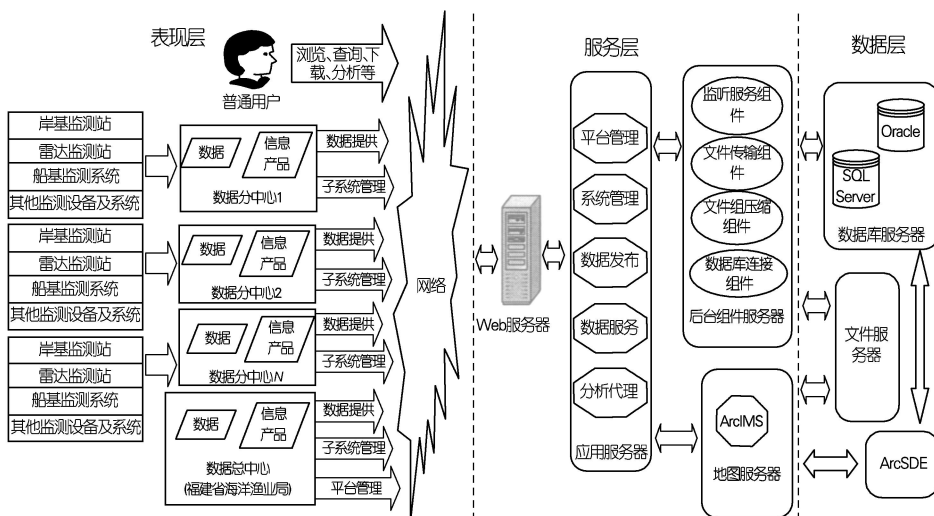 表现层
服务层
数据层
浏览、查询、下
载、分析等
普通用户
岸基监测站
雷达监测站
船基监测系统
其他监测设备及系统
数据
信息
产品
数据分中心1
数据提供
子系统管理
岸基监测站
雷达监测站
船基监测系统
其他监测设备及系统
数据
信息
产品
数据分中心2
数据提供
子系统管理
岸基监测站
雷达监测站
船基监测系统
其他监测设备及系统
数据
信息
产品
数据分中心N
数据提供
子系统管理
数据
信息
产品
数据总中心
(福建省海洋渔业局)
数据提供
子系统管理
平台管理
网络
Web服务器
平台管理
系统管理
数据发布
数据服务
分析代理
应用服务器
监听服务组
件
文件传输组
件
文件组压缩
组件
数据库连接
组件
后台组件服务器
ArcIMS
地图服务器
Oracle
SQL
Server
数据库服务器
文件服
务器
ArcSDE